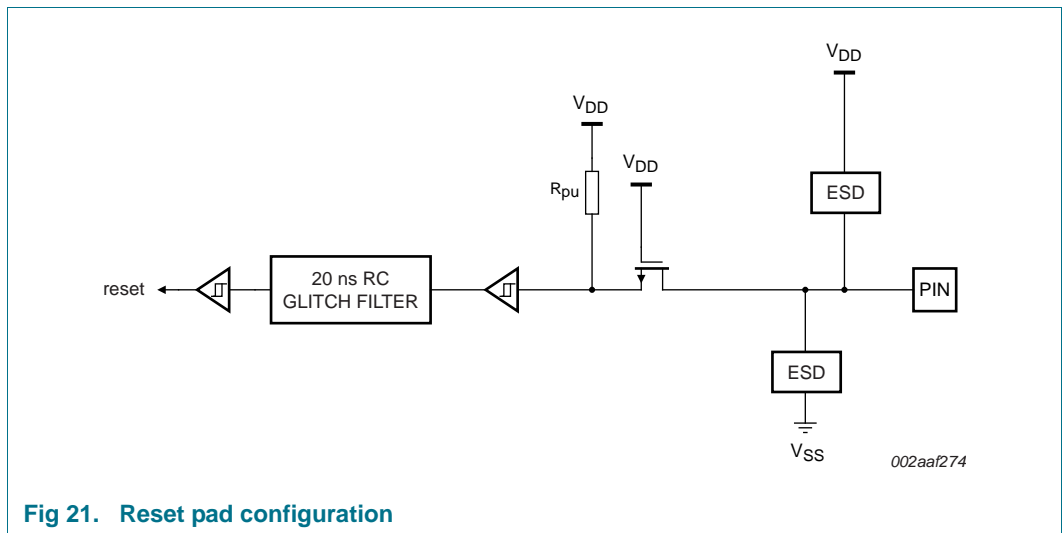 VDD
VDD
VDD
Rpu
ESD
reset
20 ns RC
GLITCH FILTER
PIN
ESD
VSS
002aaf274
Fig 21. Reset pad configuration